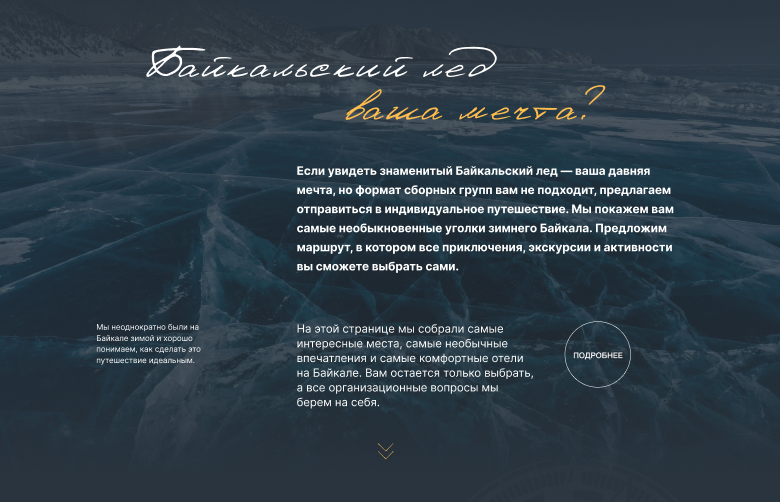 Байкальский лед
ваша мечта?
Если увидеть знаменитый Байкальский лед — ваша давняя
мечта, но формат сборных групп вам не подходит, предлагаем
отправиться в индивидуальное путешествие. Мы покажем вам
самые необыкновенные уголки зимнего Байкала. Предложим
маршрут, в котором все приключения, экскурсии и активности
вы сможете выбрать сами.
Мы неоднократно были на
Байкале зимой и хорошо
понимаем, как сделать это
путешествие идеальным.
На этой странице мы собрали самые
интересные места, самые необычные
впечатления и самые комфортные отели
на Байкале. Вам остается только выбрать,
а все организационные вопросы мы
берем на себя.
ПОДРОБНЕЕ